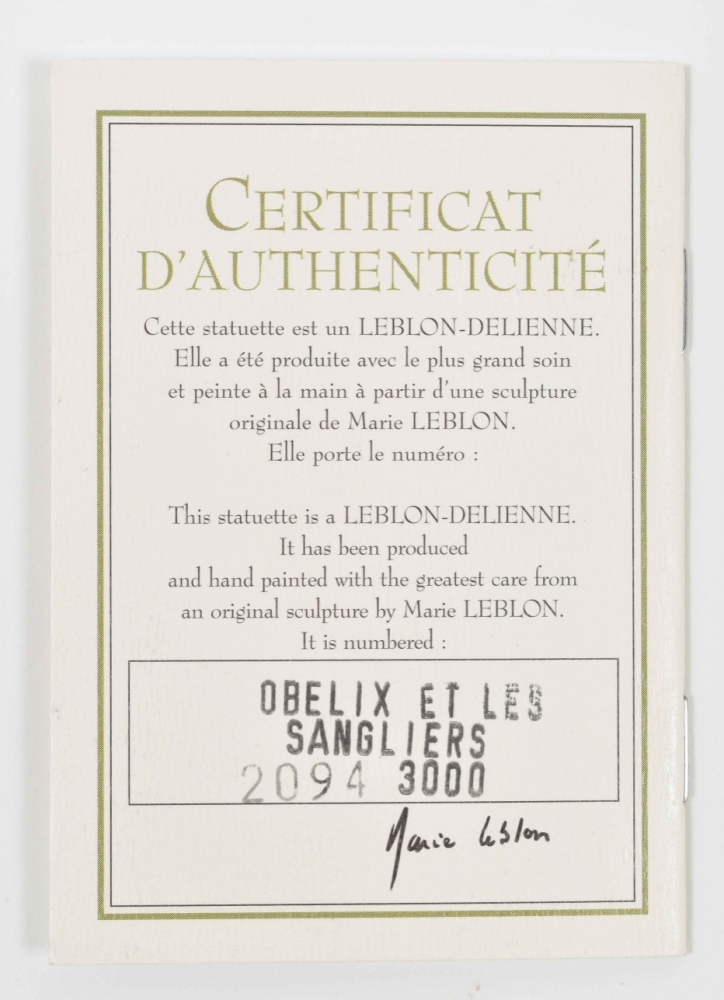 CERTIFICAT
D'AUTHENTICITÉ
Cette statuette est un LEBLON-DELIENNE.
Elle a été produite avec le plus grand soin
et peinte à la main à partir d'une sculpture
originale de Marie LEBLON.
Elle porte le numéro :
This statuette is a LEBLON-DELIENNE.
It has been produced
and hand painted with the greatest care from
an original sculpture by Marie LEBLON.
It is numbered :
OBELIX ET LES
SANGLIERS
2094 3000
Marie Leblon